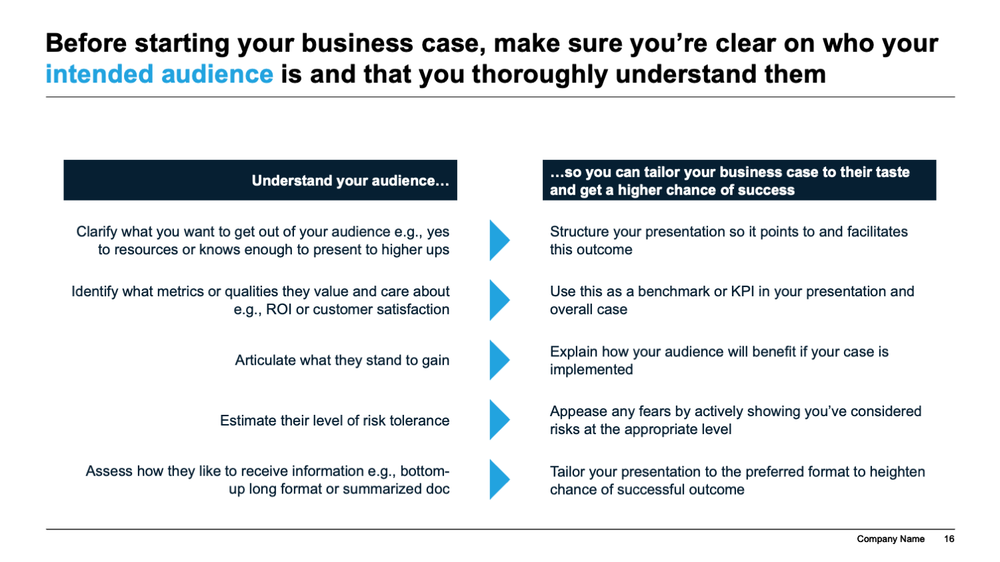 Before starting your business case, make sure you’re clear on who your
intended audience is and that you thoroughly understand them
Understand your audience…
…so you can tailor your business case to their taste
and get a higher chance of success
Clarify what you want to get out of your audience e.g., yes
to resources or knows enough to present to higher ups
Structure your presentation so it points to and facilitates
this outcome
Identify what metrics or qualities they value and care about
e.g., ROI or customer satisfaction
Use this as a benchmark or KPI in your presentation and
overall case
Articulate what they stand to gain
Explain how your audience will benefit if your case is
implemented
Estimate their level of risk tolerance
Appease any fears by actively showing you’ve considered
risks at the appropriate level
Assess how they like to receive information e.g., bottom-
up long format or summarized doc
Tailor your presentation to the preferred format to heighten
chance of successful outcome
Company Name 16